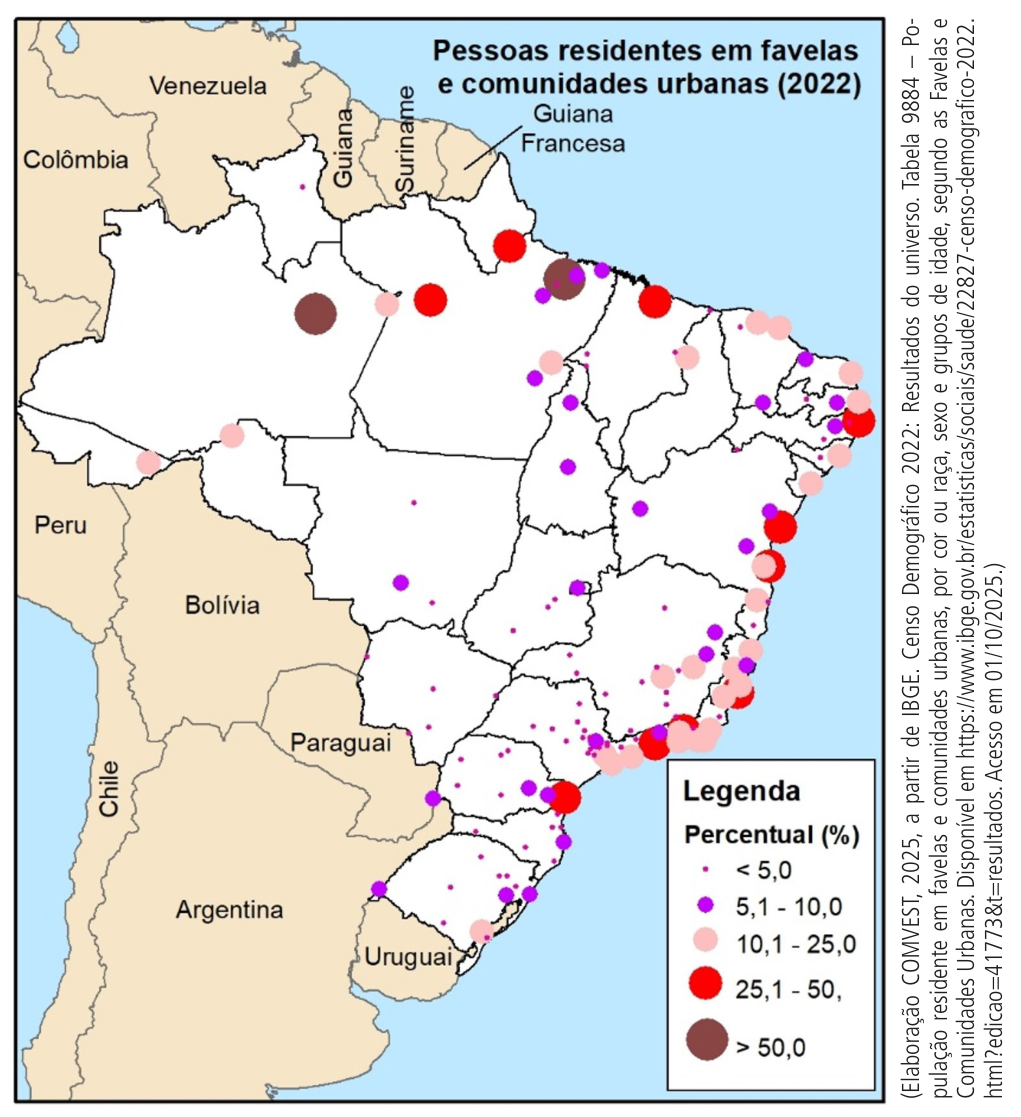 Pessoas residentes em favelas
e comunidades urbanas (2022)
Venezuela
Guiana
Suriname
Guiana
Francesa
Colômbia
Peru
Bolívia
Paraguai
Chile
Argentina
Uruguai
Legenda
Percentual (%)
< 5,0
5,1 - 10,0
10,1 - 25,0
25,1 - 50,
> 50,0
(Elaboração COMVEST, 2025, a partir de IBGE. Censo Demográfico 2022: Resultados do universo. Tabela 9884 – Po-
pulação residente em favelas e comunidades urbanas, por cor ou raça, sexo e grupos de idade, segundo as Favelas e
Comunidades Urbanas. Disponível em https://www.ibge.gov.br/estatisticas/sociais/saude/22827-censo-demografico-2022.
html?edicao=41773&t=resultados. Acesso em 01/10/2025.)